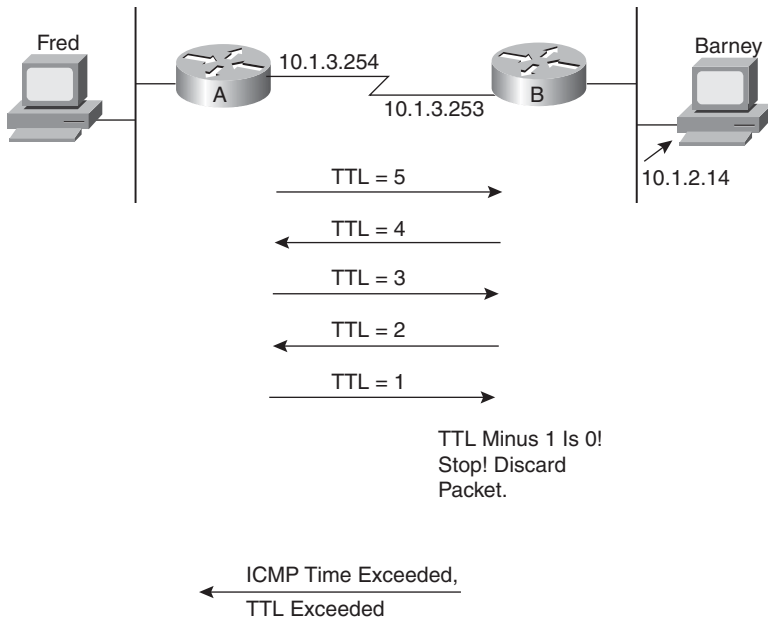 Fred
Barney
10.1.3.254
A
B
10.1.3.253
10.1.2.14
TTL = 5
TTL = 4
TTL = 3
TTL = 2
TTL = 1
TTL Minus 1 Is 0!
Stop! Discard
Packet.
ICMP Time Exceeded,
TTL Exceeded